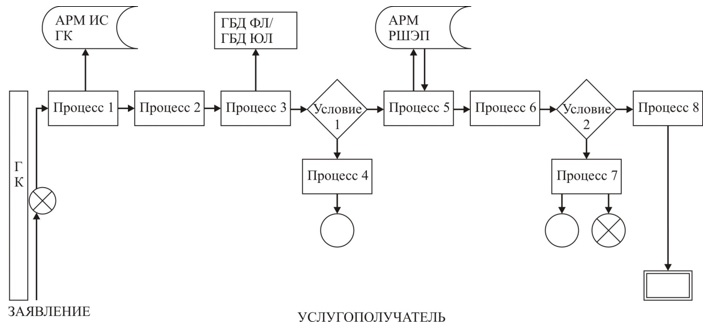 АРМ ИС
ГК
ГБД ФЛ/
ГБД ЮЛ
АРМ
РШЭП
Г
К
Процесс 1
Процесс 2
Процесс 3
Условие
1
Процесс 5
Процесс 6
Условие
2
Процесс 8
Процесс 4
Процесс 7
ЗАЯВЛЕНИЕ
УСЛУГОПОЛУЧАТЕЛЬ